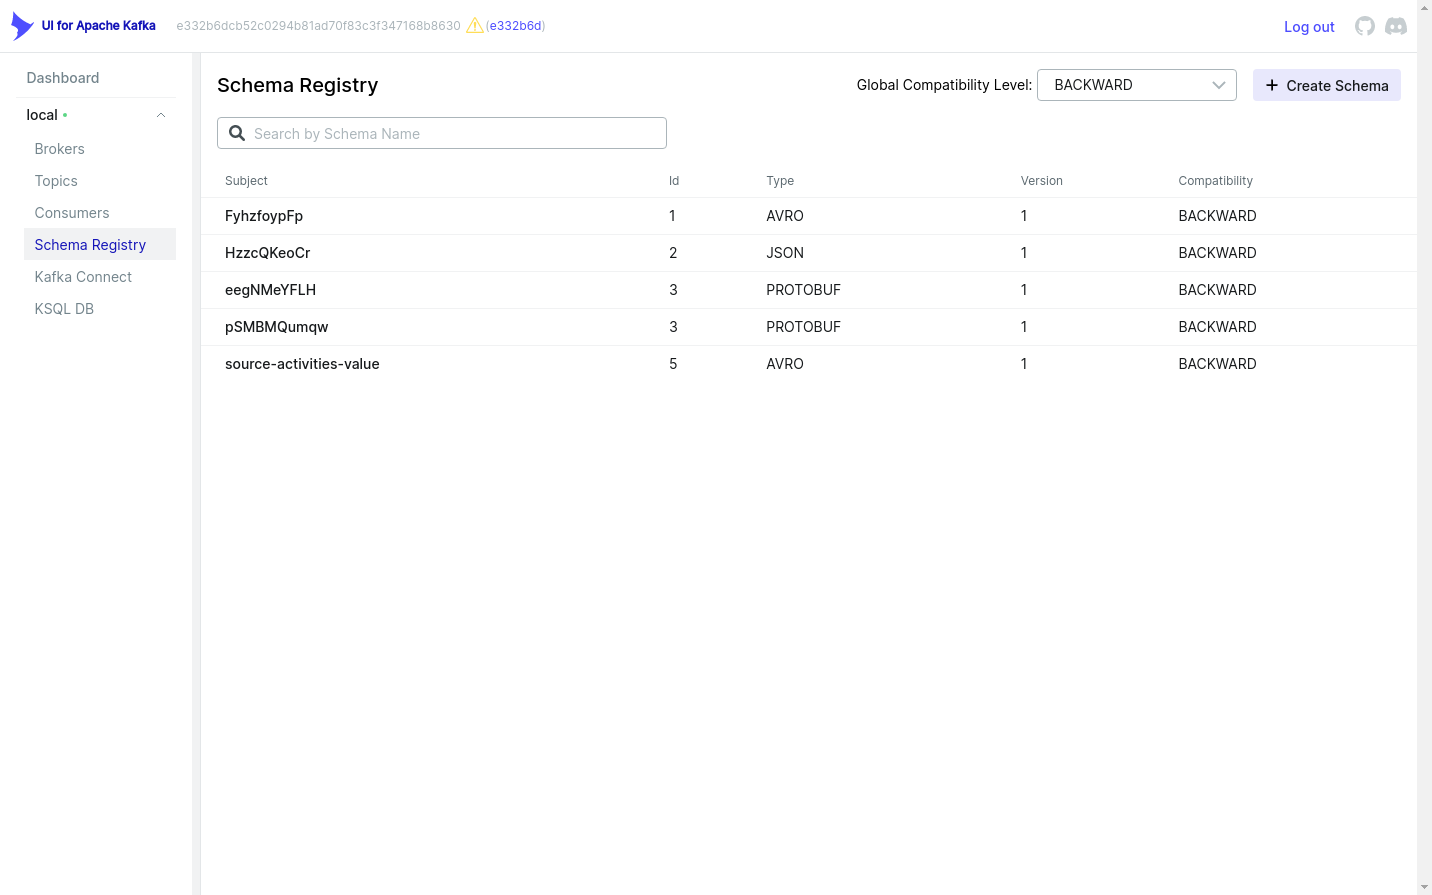 UI for Apache Kafka e332b6dcb52c0294b81ad70f83c3f347168b8630 (e332b6d) Log out
Dashboard
local
Brokers
Topics
Consumers
Schema Registry
Kafka Connect
KSQL DB
Schema Registry Global Compatibility Level: BACKWARD Create Schema
Search by Schema Name
Subject Id Type Version Compatibility
FyhzfoypFp 1 AVRO 1 BACKWARD
HzzcQKeoCr 2 JSON 1 BACKWARD
eegNMeYFLH 3 PROTOBUF 1 BACKWARD
pSMBMQumqw 3 PROTOBUF 1 BACKWARD
source-activities-value 5 AVRO 1 BACKWARD